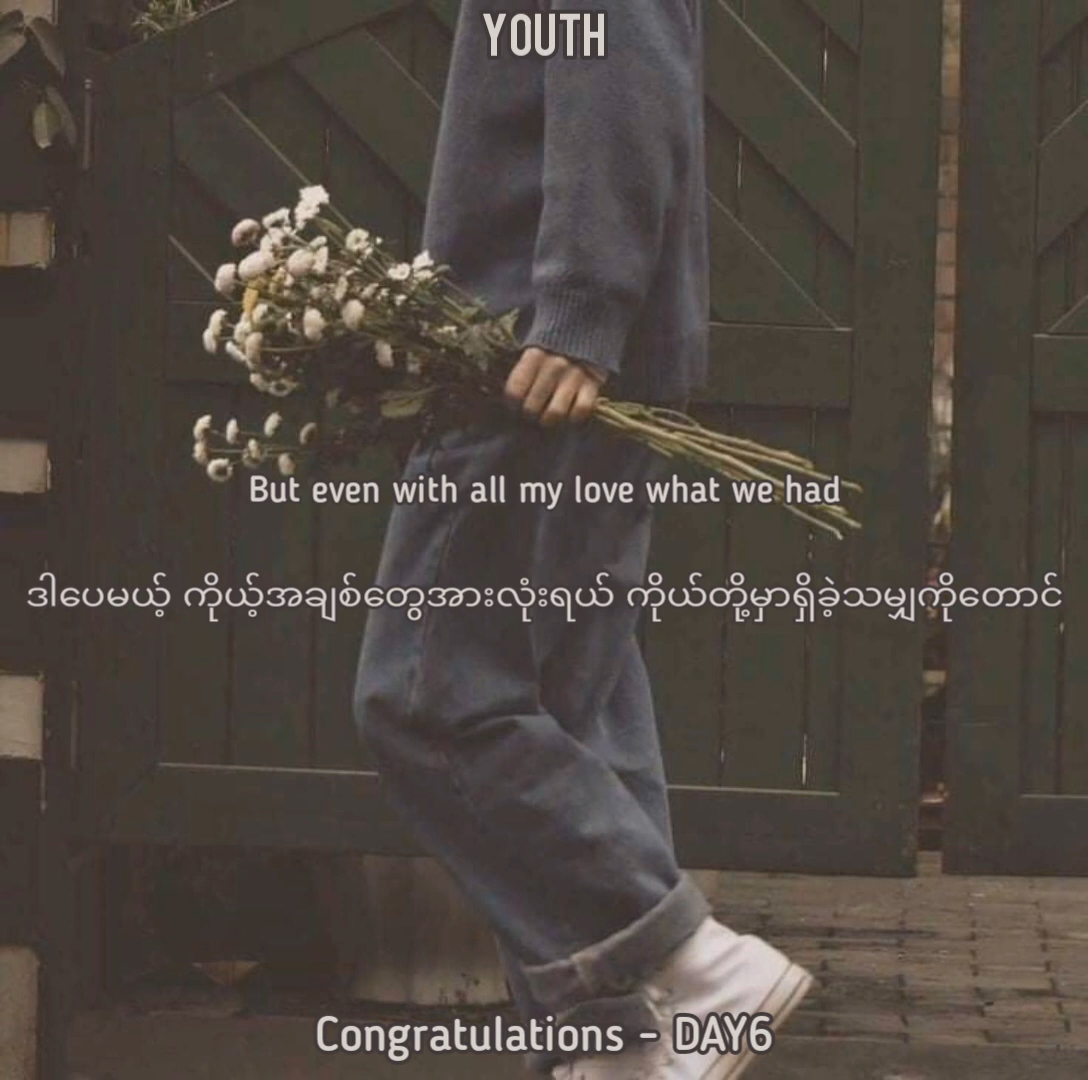 YOUTH
But even with all my love what we had
ဒါပေမယ့် ကိုယ့်အချစ်တွေအားလုံးရယ် ကိုယ်တို့မှာရှိခဲ့သမျှကိုတောင်
Congratulations - DAY6